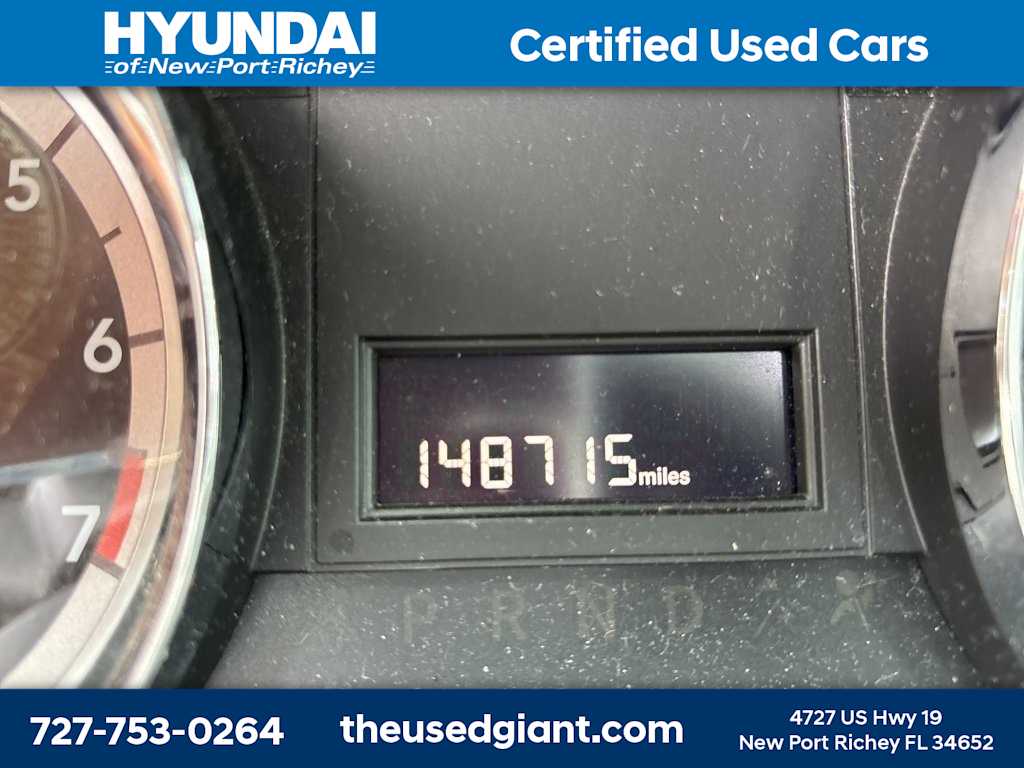 HYUNDAI
of New Port Richey
Certified Used Cars
5
6
7
148715 miles
P R N D
727-753-0264
theusedgiant.com
4727 US Hwy 19
New Port Richey FL 34652